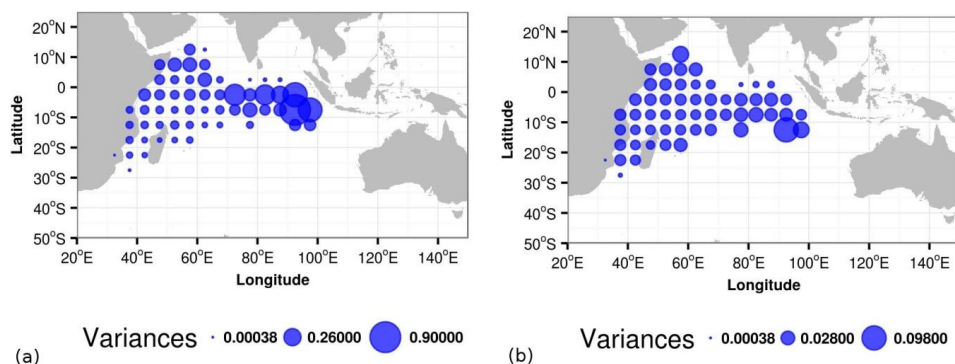 20°N
10°N
0
10°S
20°S
30°S
40°S
50°S
Latitude
20°E 40°E 60°E 80°E 100°E 120°E 140°E
Longitude
Variances 0.00038 0.26000 0.90000
(a)
20°N
10°N
0
10°S
20°S
30°S
40°S
50°S
Latitude
20°E 40°E 60°E 80°E 100°E 120°E 140°E
Longitude
Variances 0.00038 0.02800 0.09800
(b)